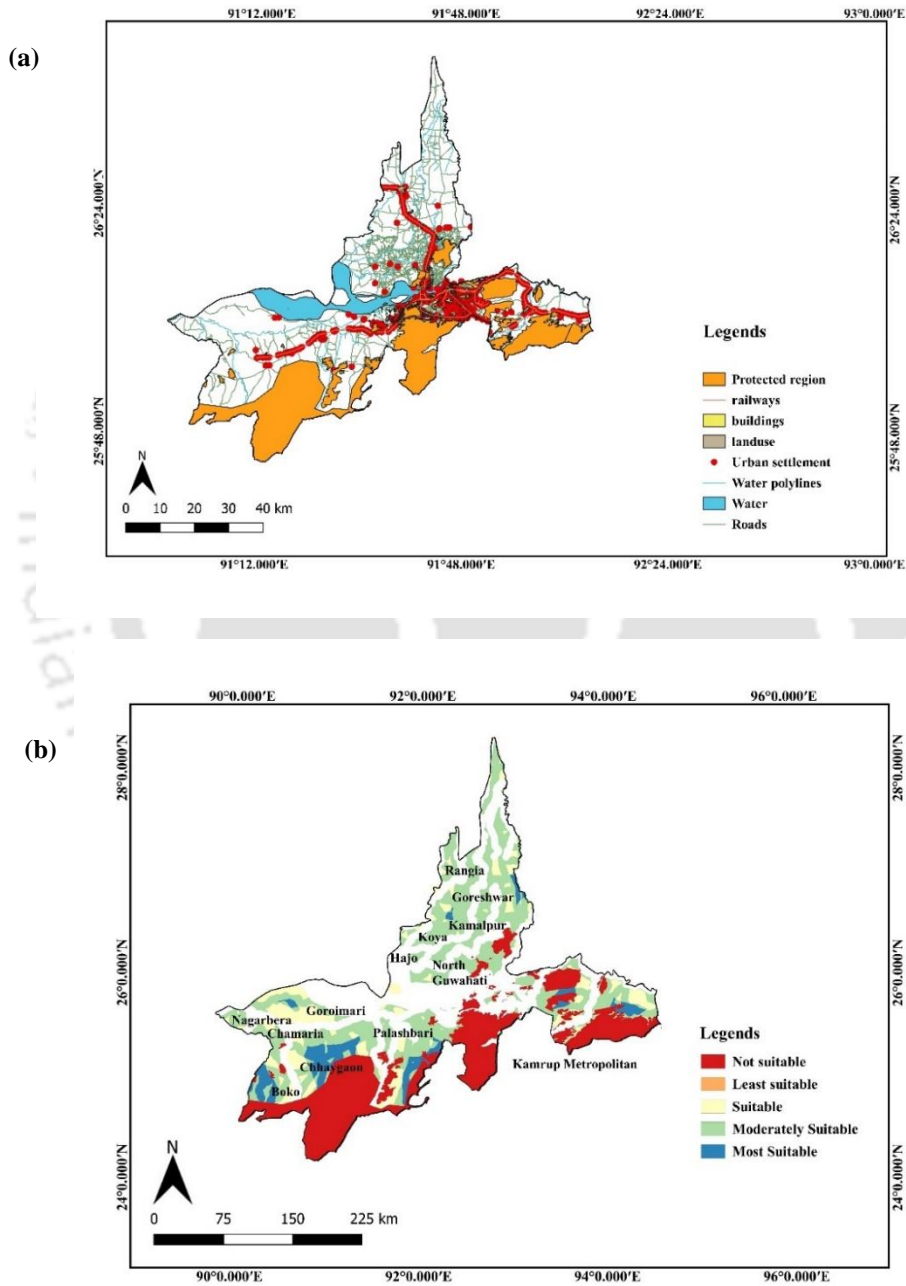 (a)
91°12.000′E 91°48.000′E 92°24.000′E 93°0.000′E
26°24.000′N
25°48.000′N
26°24.000′N
25°48.000′N
Legends
Protected region
railways
buildings
landuse
Urban settlement
Water polylines
Water
Roads
N
0 10 20 30 40 km
91°12.000′E 91°48.000′E 92°24.000′E 93°0.000′E
(b)
90°0.000′E 92°0.000′E 94°0.000′E 96°0.000′E
28°0.000′N
26°0.000′N
24°0.000′N
28°0.000′N
26°0.000′N
24°0.000′N
Rangia
Goreshwar
Kamalpur
Koya
Hajo
North
Guwahati
Goroimari
Nagarbera
Chamaria
Palashbari
Chhaygaon
Boko
Kamrup Metropolitan
Legends
Not suitable
Least suitable
Suitable
Moderately Suitable
Most Suitable
N
0 75 150 225 km
90°0.000′E 92°0.000′E 94°0.000′E 96°0.000′E